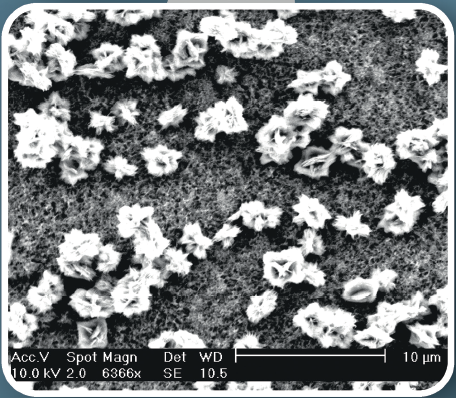 Acc.V Spot Magn Det WD 10 µm
10.0 kV 2.0 6366x SE 10.5